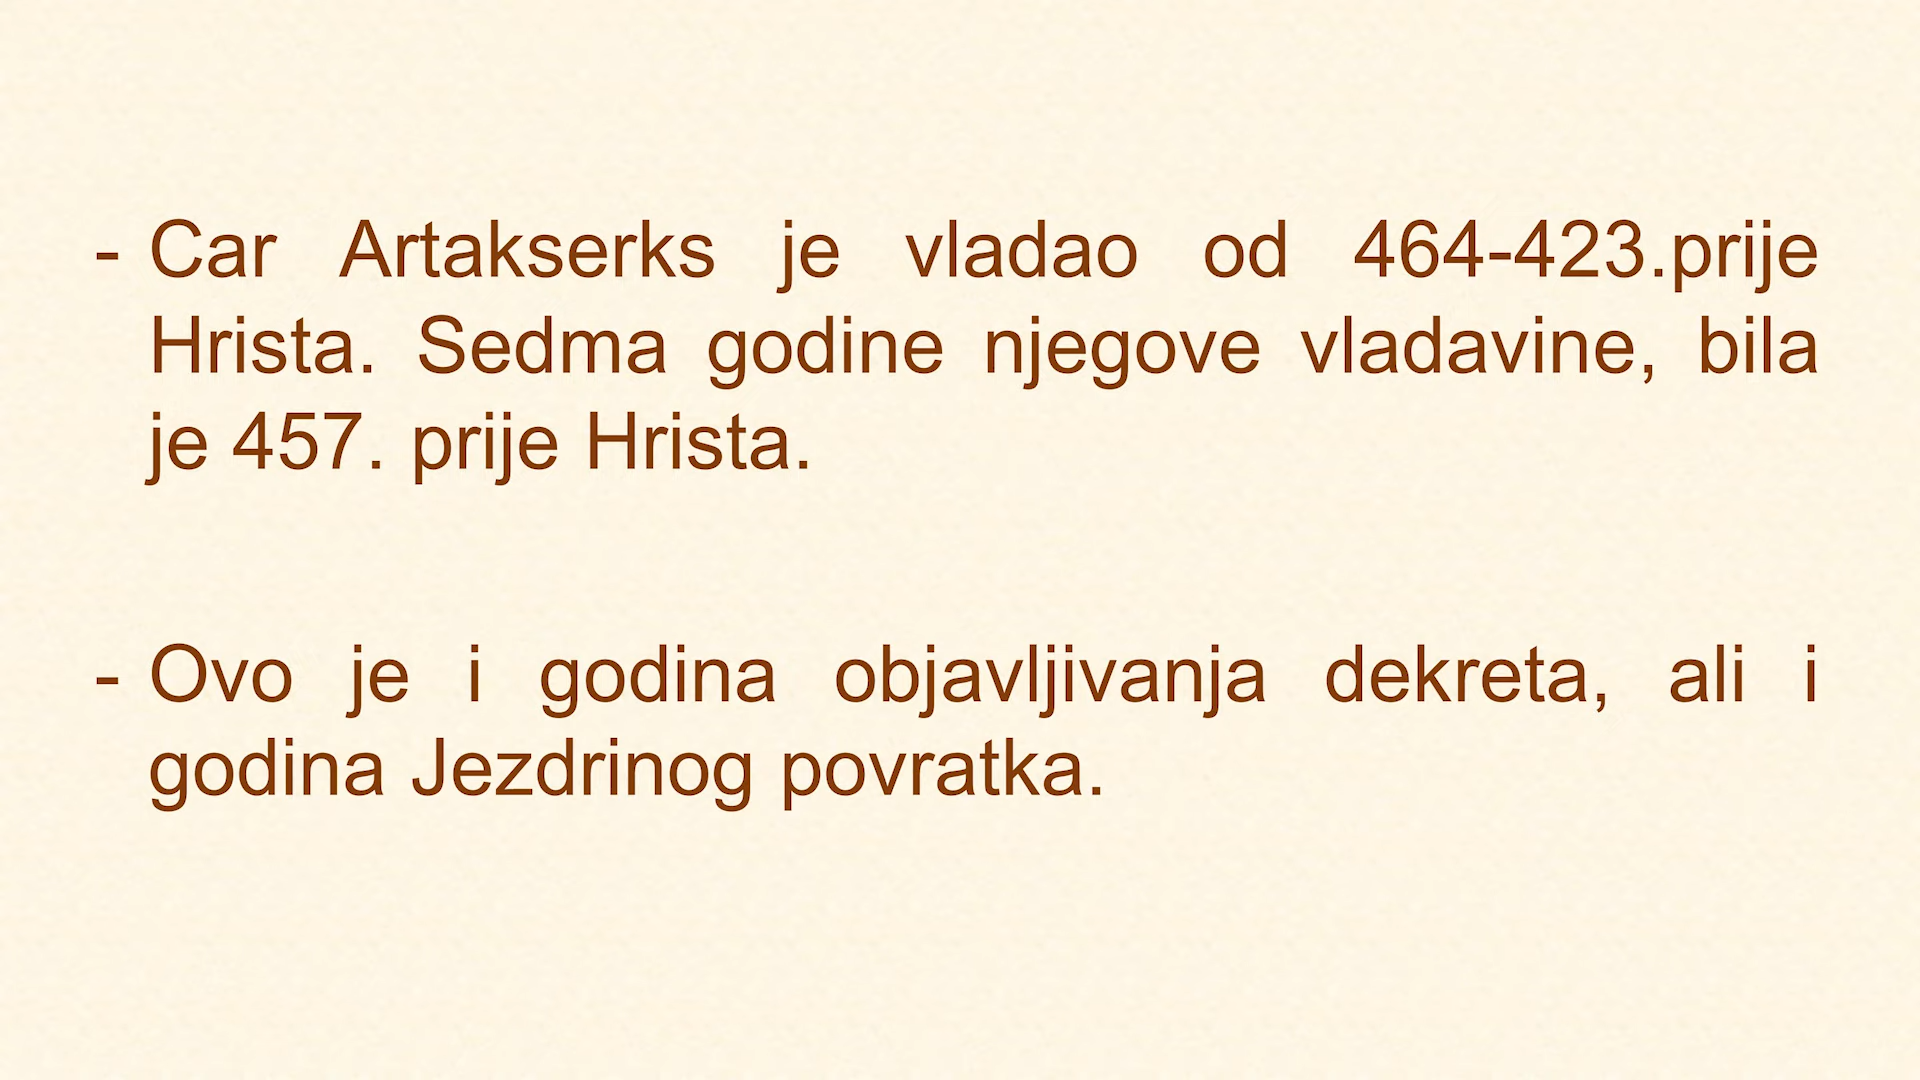 - Car Artakserks je vladao od 464-423.prije
Hrista. Sedma godine njegove vladavine, bila
je 457. prije Hrista.
- Ovo je i godina objavljivanja dekreta, ali i
godina Jezdrinog povratka.